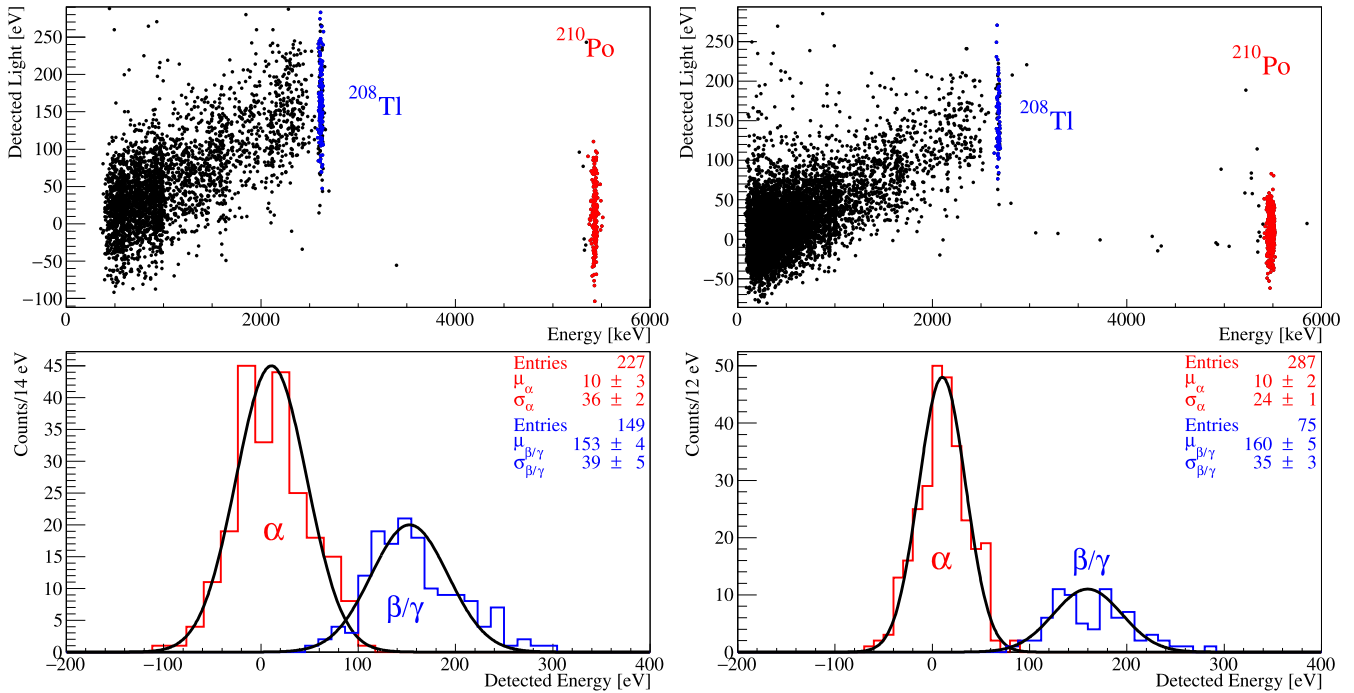 Detected Light [eV]
250
200
150
100
50
0
−50
−100
²¹⁰Po
²⁰⁸Tl
0 2000 4000 6000
Energy [keV]
Detected Light [eV]
250
200
150
100
50
0
−50
²¹⁰Po
²⁰⁸Tl
0 2000 4000 6000
Energy [keV]
Counts/14 eV
45
40
35
30
25
20
15
10
5
0
Entries 227
μα 10 ± 3
σα 36 ± 2
Entries 149
μβ/γ 153 ± 4
σβ/γ 39 ± 5
α
β/γ
−200 −100 0 100 200 300 400
Detected Energy [eV]
Counts/12 eV
50
40
30
20
10
0
Entries 287
μα 10 ± 2
σα 24 ± 1
Entries 75
μβ/γ 160 ± 5
σβ/γ 35 ± 3
α
β/γ
−200 −100 0 100 200 300 400
Detected Energy [eV]